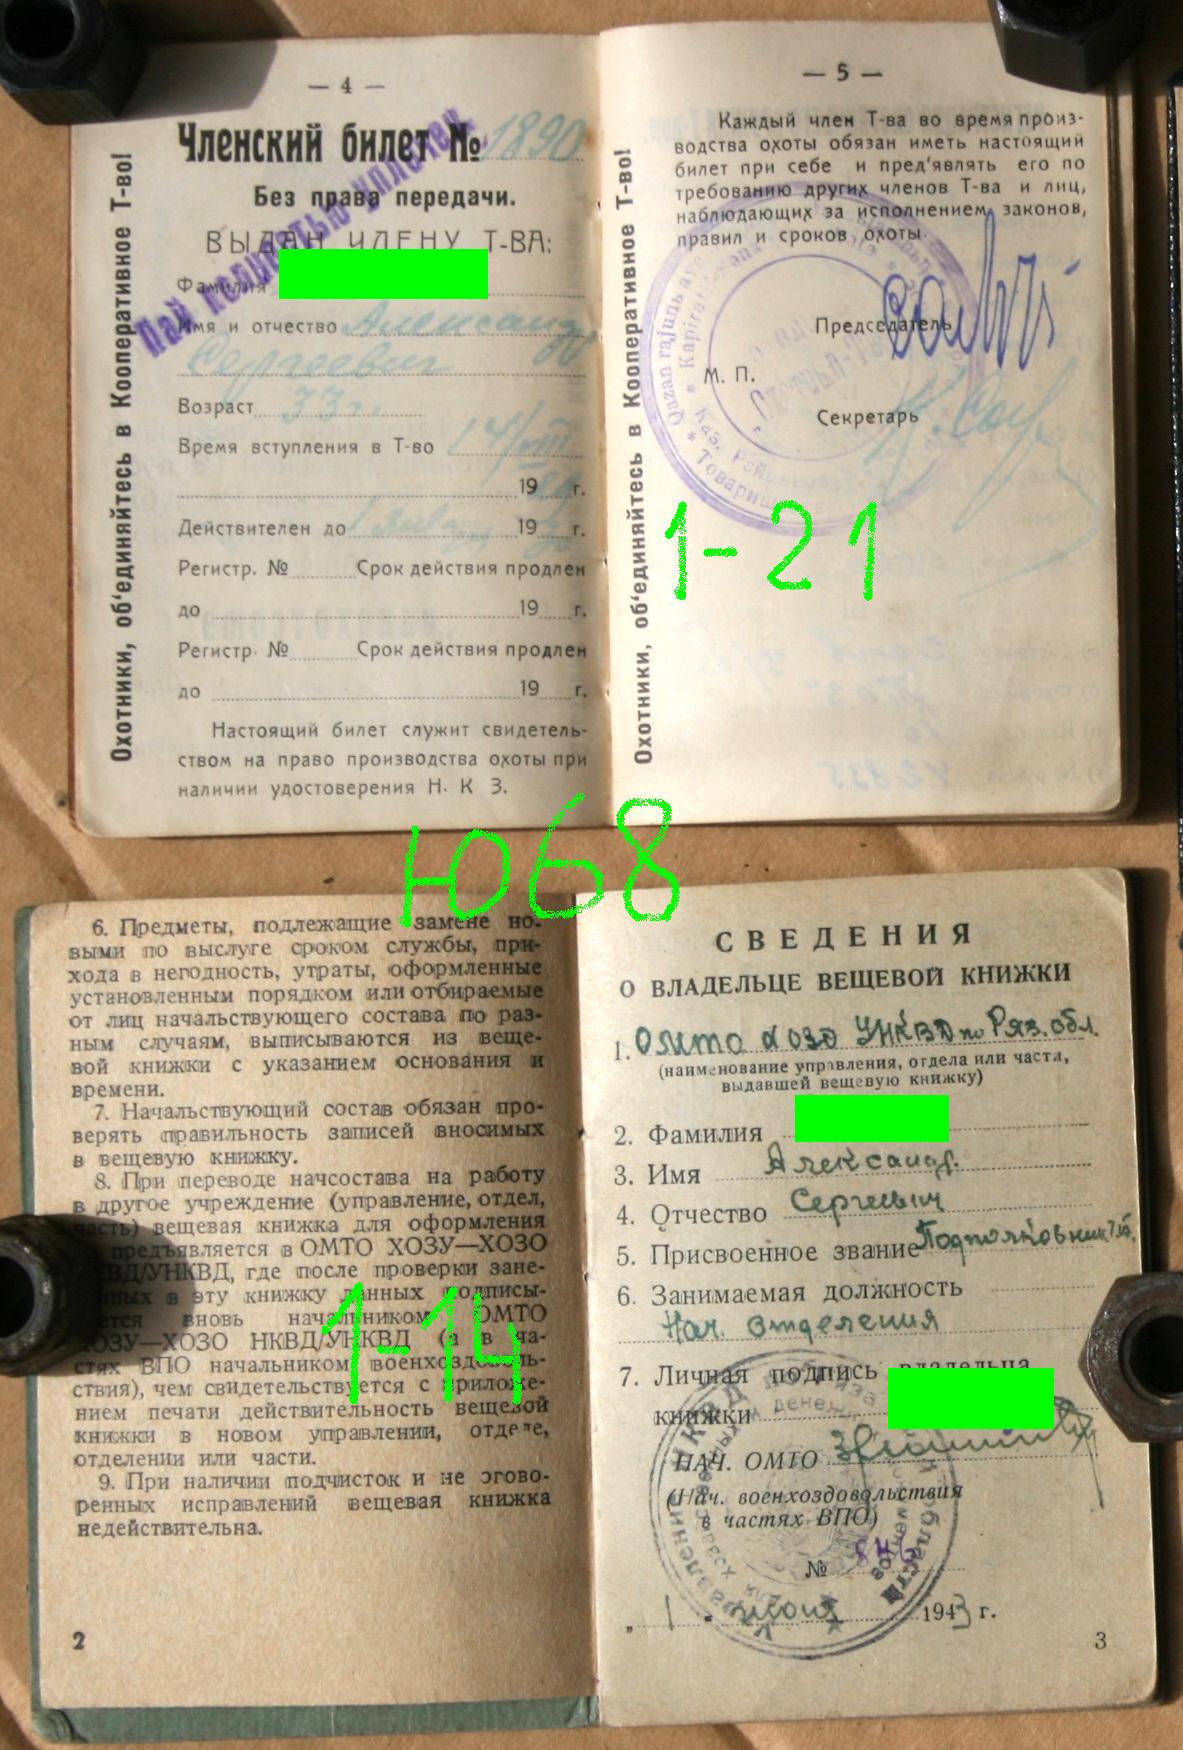 — 4 —
Членский билет № 1890
Без права передачи.
ВЫДАН ЧЛЕНУ Т-ВА:
Фамилия
Имя и отчество Александр
Сергеевич
Возраст 33 г.
Время вступления в Т-во 14/III
19 г.
Действителен до 19 г.
Регистр. № Срок действия продлен
до 19 г.
Регистр. № Срок действия продлен
до 19 г.
Настоящий билет служит свидетель-
ством на право производства охоты при
наличии удостоверения Н. К. З.
Охотники, об'единяйтесь в Кооперативное Т-во!
Пай полностью уплачен
— 5 —
Каждый член Т-ва во время произ-
водства охоты обязан иметь настоящий
билет при себе и пред'являть его по
требованию других членов Т-ва и лиц,
наблюдающих за исполнением законов,
правил и сроков охоты.
Председатель
М. П.
Секретарь
Охотники, об'единяйтесь в Кооперативное Т-во!
1-21
Ю68
6. Предметы, подлежащие замене но-
выми по выслуге сроком службы, при-
хода в негодность, утраты, оформленные
установленным порядком или отбираемые
от лиц начальствующего состава по раз-
ным случаям, выписываются из веще-
вой книжки с указанием основания и
времени.
7. Начальствующий состав обязан про-
верять правильность записей вносимых
в вещевую книжку.
8. При переводе начсостава на работу
в другое учреждение (управление, отдел,
часть) вещевая книжка для оформления
предъявляется в ОМТО ХОЗУ—ХОЗО
НКВД/УНКВД, где после проверки зане-
сенных в эту книжку данных подписы-
вается вновь начальником ОМТО
ХОЗУ—ХОЗО НКВД/УНКВД (а в ча-
стях ВПО начальником военхоздоволь-
ствия), чем свидетельствуется с приложе-
нием печати действительность вещевой
книжки в новом управлении, отделе,
отделении или части.
9. При наличии подчисток и не огово-
ренных исправлений вещевая книжка
недействительна.
2
1-14
СВЕДЕНИЯ
О ВЛАДЕЛЬЦЕ ВЕЩЕВОЙ КНИЖКИ
1. ОМТО ХОЗО УНКВД по Ряз. обл.
(наименование управления, отдела или части,
выдавшей вещевую книжку)
2. Фамилия
3. Имя Александр.
4. Отчество Сергеевич
5. Присвоенное звание Подполковник
6. Занимаемая должность
Нач. отделения
7. Личная подпись владельца
книжки
НАЧ. ОМТО
(Нач. военхоздовольствия
в частях ВПО)
№ 846
„ 1 " июня 1943 г.
3